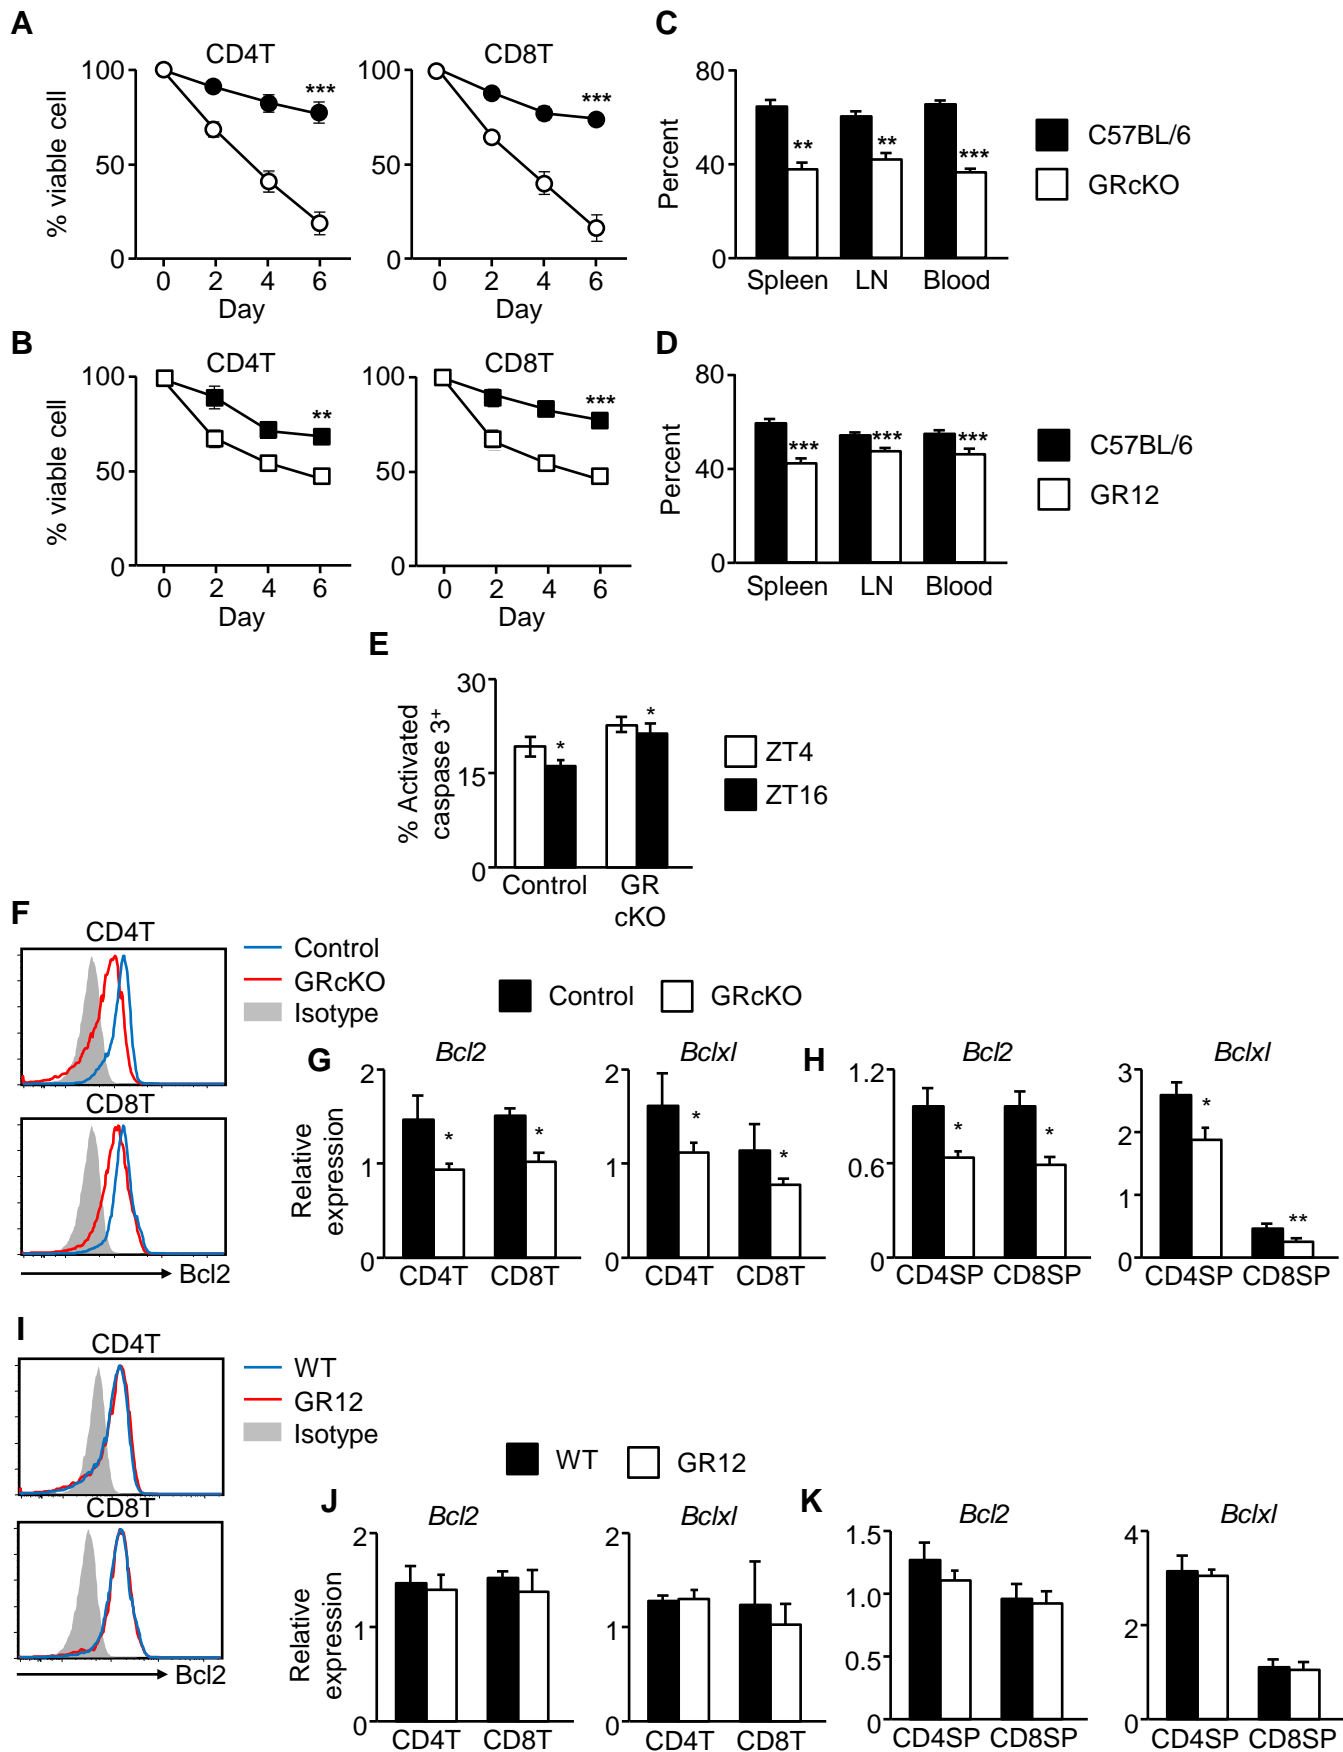 A
CD4T
CD8T
% viable cell
100
50
0
0 2 4 6
Day
***
100
50
0
0 2 4 6
Day
***
C
Percent
80
40
0
** ** ***
Spleen LN Blood
C57BL/6
GRcKO
B
CD4T
CD8T
% viable cell
100
50
0
0 2 4 6
Day
**
100
50
0
0 2 4 6
Day
***
D
Percent
80
40
0
*** *** ***
Spleen LN Blood
C57BL/6
GR12
E
% Activated
caspase 3+
30
15
0
* *
Control GR
cKO
ZT4
ZT16
F
CD4T
Control
GRcKO
Isotype
CD8T
Bcl2
Control GRcKO
G
Relative
expression
Bcl2
2
1
0
* *
CD4T CD8T
Bclxl
2
1
0
* *
CD4T CD8T
H
Bcl2
1.2
0.6
0
* *
CD4SP CD8SP
Bclxl
3
2
1
0
* **
CD4SP CD8SP
I
CD4T
WT
GR12
Isotype
CD8T
Bcl2
WT GR12
J
Relative
expression
Bcl2
2
1
0
CD4T CD8T
Bclxl
2
1
0
CD4T CD8T
K
Bcl2
1.5
1.0
0.5
0
CD4SP CD8SP
Bclxl
4
2
0
CD4SP CD8SP